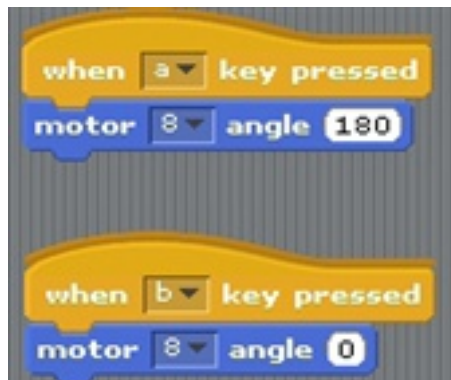 when a key pressed
motor 8 angle 180
when b key pressed
motor 8 angle 0